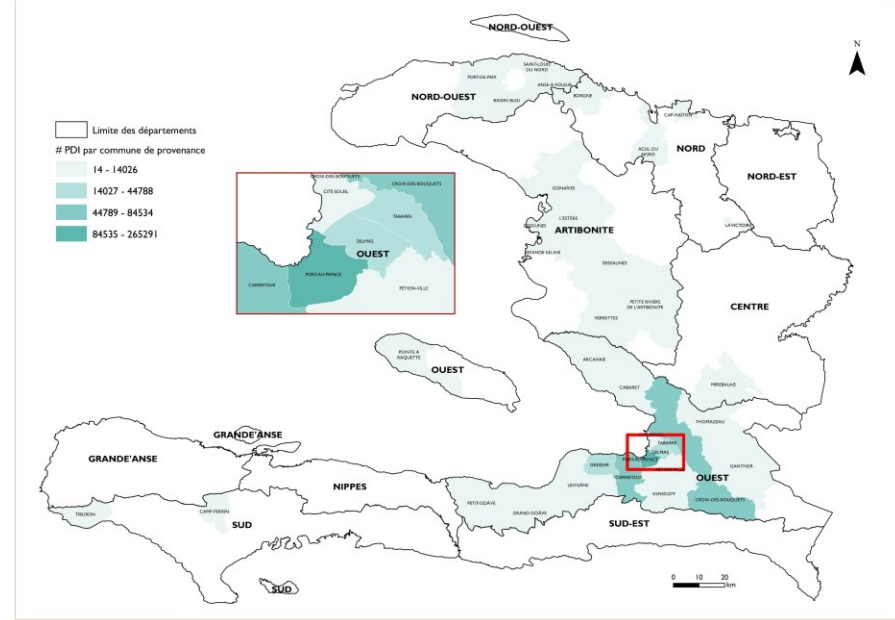 NORD-OUEST
N
SAINT-LOUIS
DU NORD
PORT-DE-PAIX
ANSE-A-FOLEUR
NORD-OUEST
BASSIN-BLEU
BORGNE
CAP-HAITIEN
Limite des départements
# PDI par commune de provenance
14 - 14026
14027 - 44788
44789 - 84534
84535 - 265291
ACUL DU
NORD
NORD
NORD-EST
CROIX-DES-BOUQUETS
CROIX-DES-BOUQUETS
CITÉ SOLEIL
TABARRE
DELMAS
OUEST
PORT-AU-PRINCE
CARREFOUR
PÉTION-VILLE
GONAÏVES
L'ESTÈRE
ARTIBONITE
GRANDE SALINE
LA VICTOIRE
DESSALINES
PETITE RIVIÈRE
DE L'ARTIBONITE
VERRETTES
CENTRE
POINTE À
RAQUETTE
OUEST
ARCAHAIE
CABARET
MIREBALAIS
THOMAZEAU
TABARRE
DELMAS
PORT-AU-PRINCE
GRESSIER
CARREFOUR
GANTHIER
OUEST
KENSCOFF
CROIX-DES-BOUQUETS
LEOGÂNE
PETIT-GOÂVE
GRAND-GOÂVE
GRANDE'ANSE
GRANDE'ANSE
NIPPES
TIBURON
CAMP-PERRIN
SUD
SUD-EST
SUD
0 10 20
km